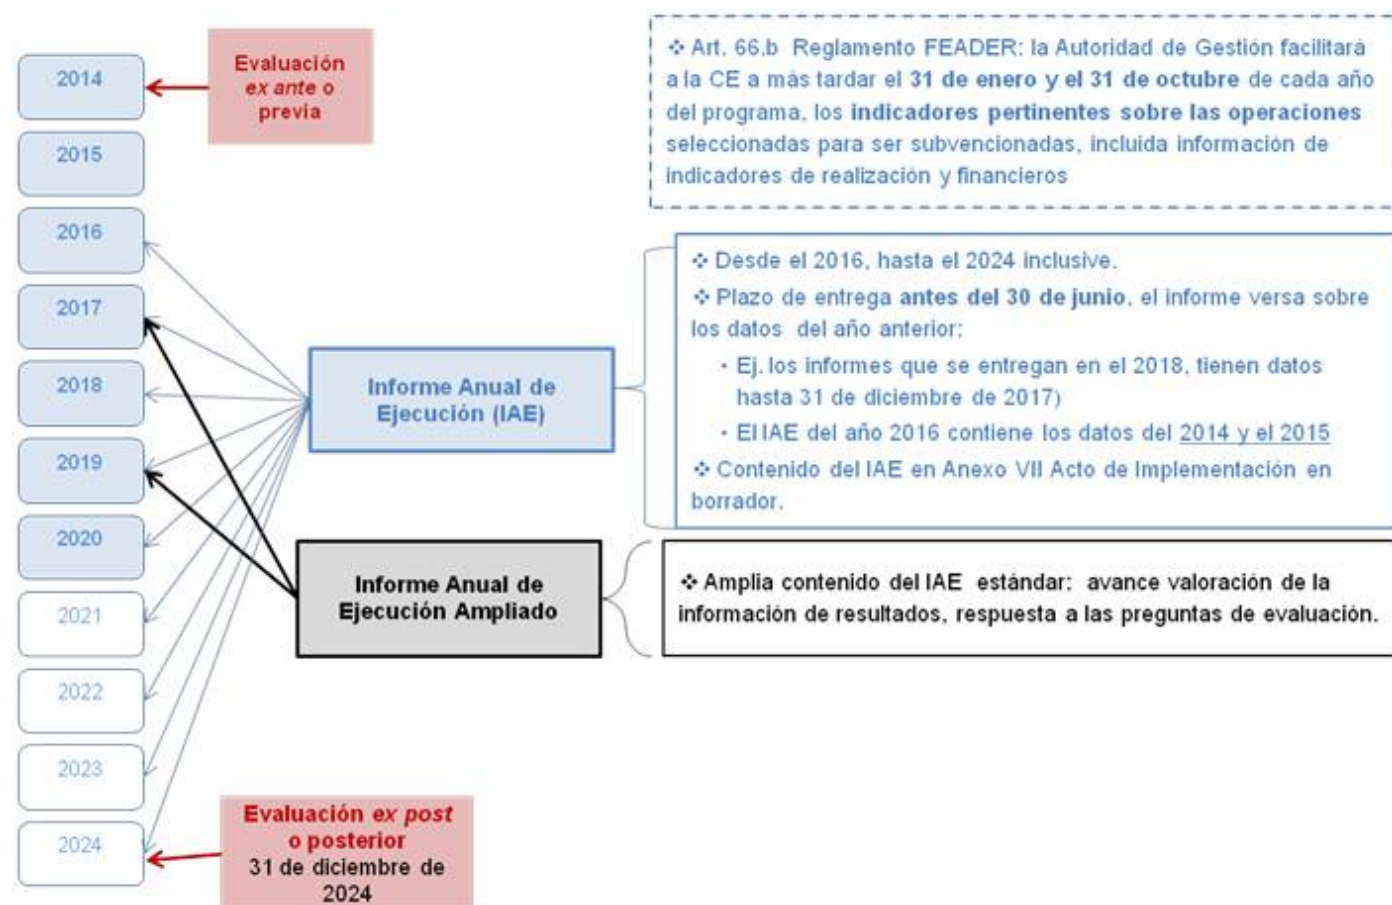 2014
2015
2016
2017
2018
2019
2020
2021
2022
2023
2024
Evaluación
ex ante o
previa
❖ Art. 66.b Reglamento FEADER: la Autoridad de Gestión facilitará
a la CE a más tardar el 31 de enero y el 31 de octubre de cada año
del programa, los indicadores pertinentes sobre las operaciones
seleccionadas para ser subvencionadas, incluida información de
indicadores de realización y financieros
Informe Anual de
Ejecución (IAE)
❖ Desde el 2016, hasta el 2024 inclusive.
❖ Plazo de entrega antes del 30 de junio, el informe versa sobre
los datos del año anterior:
• Ej. los informes que se entregan en el 2018, tienen datos
hasta 31 de diciembre de 2017)
• El IAE del año 2016 contiene los datos del 2014 y el 2015
❖ Contenido del IAE en Anexo VII Acto de Implementación en
borrador.
Informe Anual de
Ejecución Ampliado
❖ Amplia contenido del IAE estándar: avance valoración de la
información de resultados, respuesta a las preguntas de evaluación.
Evaluación ex post
o posterior
31 de diciembre de
2024